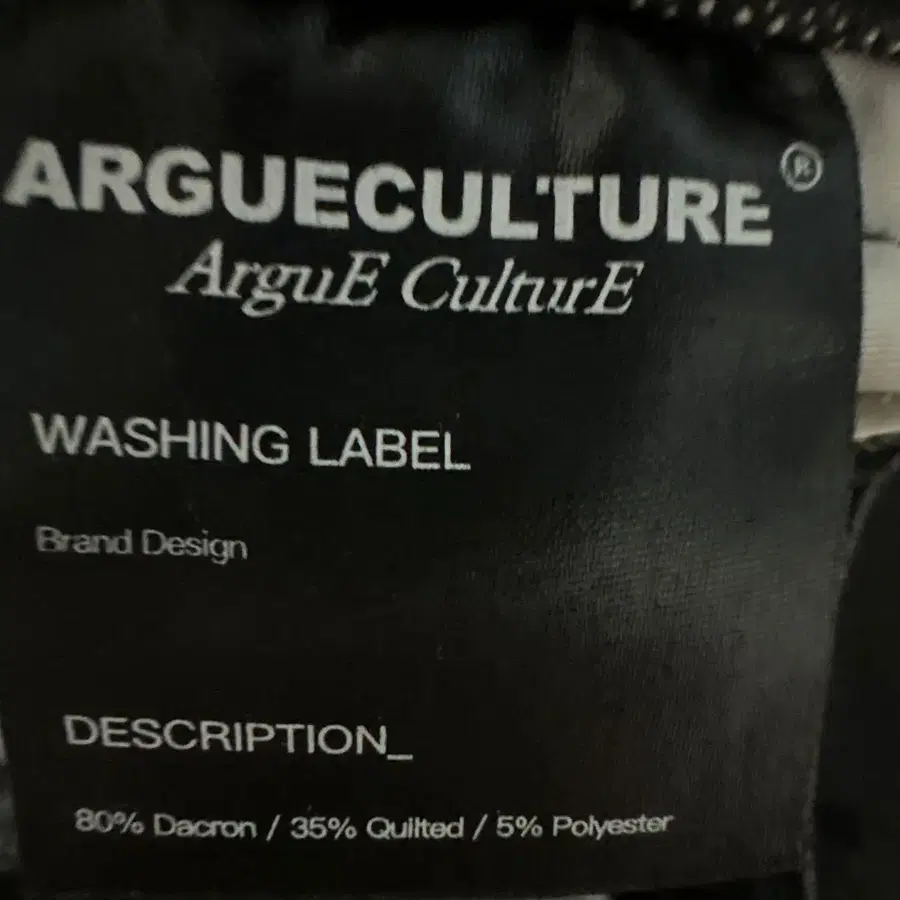 ARGUECULTURE®
ArguE CulturE
WASHING LABEL
Brand Design
DESCRIPTION_
80% Dacron / 35% Quilted / 5% Polyester